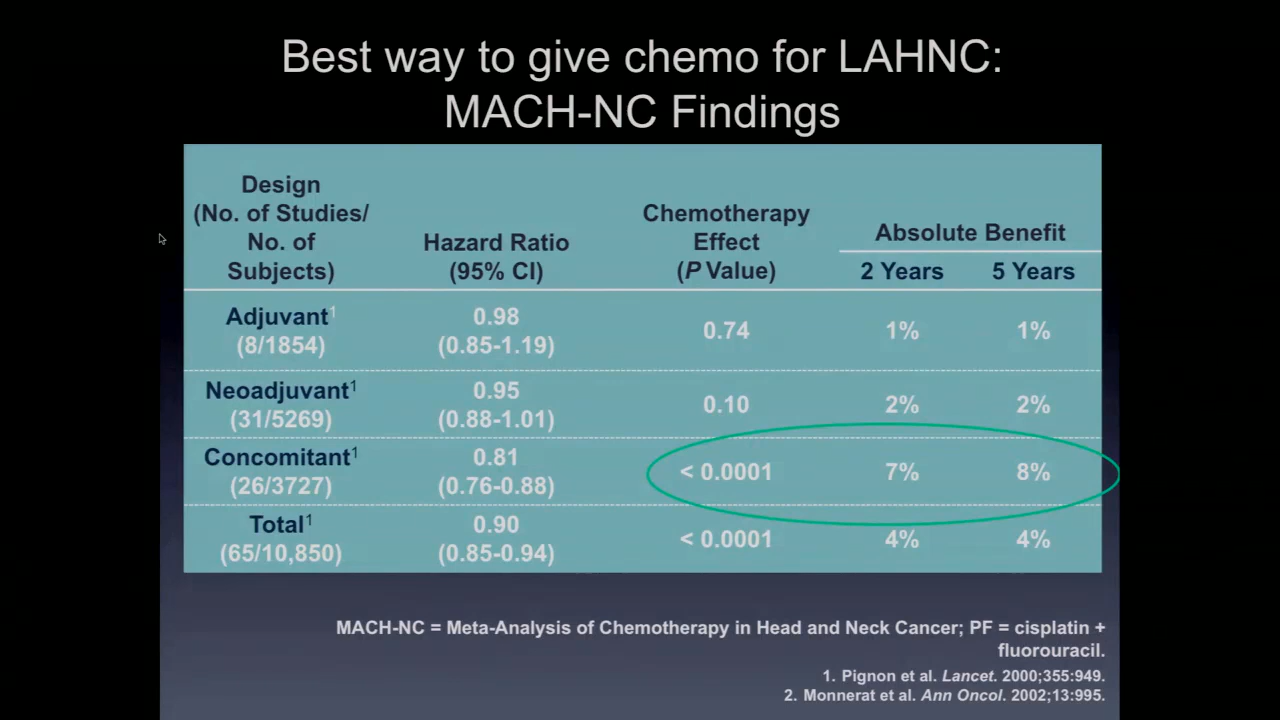 Best way to give chemo for LAHNC:
MACH-NC Findings
Design
(No. of Studies/
No. of
Subjects)
Hazard Ratio
(95% CI)
Chemotherapy
Effect
(P Value)
Absolute Benefit
2 Years 5 Years
Adjuvant1
(8/1854)
0.98
(0.85-1.19)
0.74
1%
1%
Neoadjuvant1
(31/5269)
0.95
(0.88-1.01)
0.10
2%
2%
Concomitant1
(26/3727)
0.81
(0.76-0.88)
< 0.0001
7%
8%
Total1
(65/10,850)
0.90
(0.85-0.94)
< 0.0001
4%
4%
MACH-NC = Meta-Analysis of Chemotherapy in Head and Neck Cancer; PF = cisplatin +
fluorouracil.
1. Pignon et al. Lancet. 2000;355:949.
2. Monnerat et al. Ann Oncol. 2002;13:995.